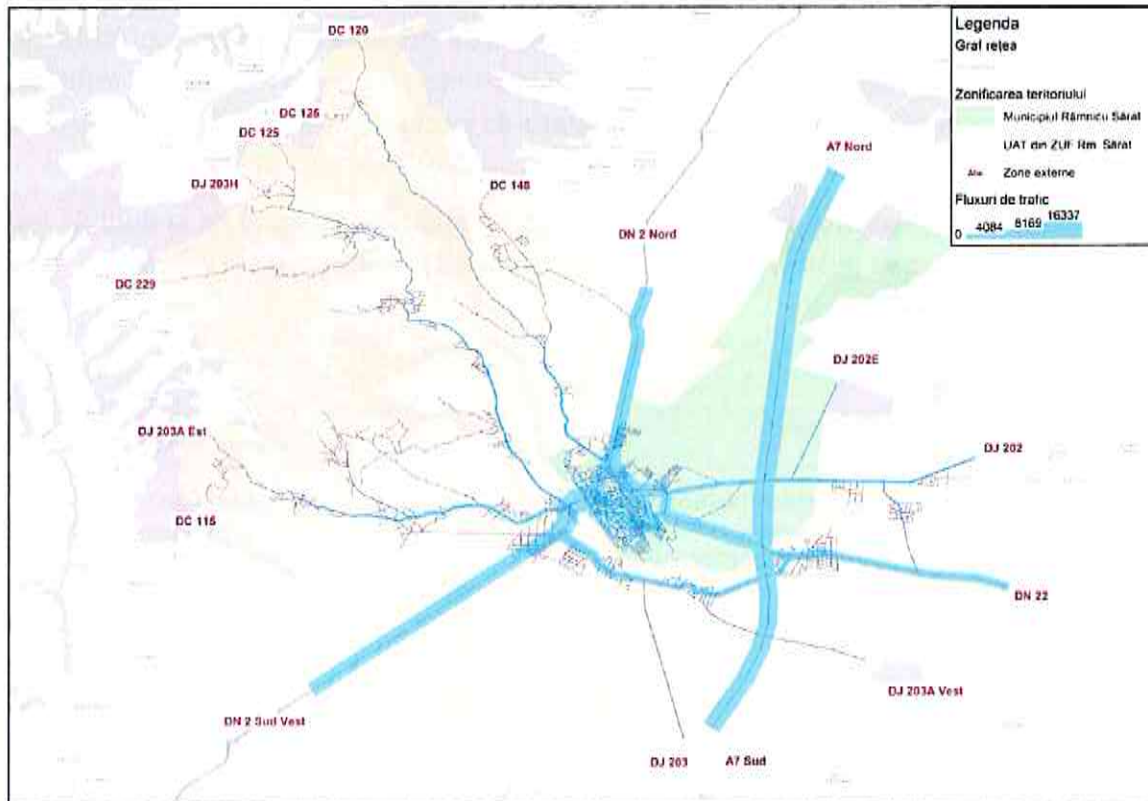 DC 120
DC 126
DC 125
DJ 203H
DC 148
DN 2 Nord
A7 Nord
DC 229
DJ 202E
DJ 203A Est
DJ 202
DC 115
DN 22
DJ 203A Vest
DN 2 Sud Vest
DJ 203
A7 Sud
Legenda
Graf rețea
Zonificarea teritoriului
Municipiul Râmnicu Sărat
UAT din ZUF Rm. Sărat
Zone externe
Fluxuri de trafic
0 4084 8169 16337